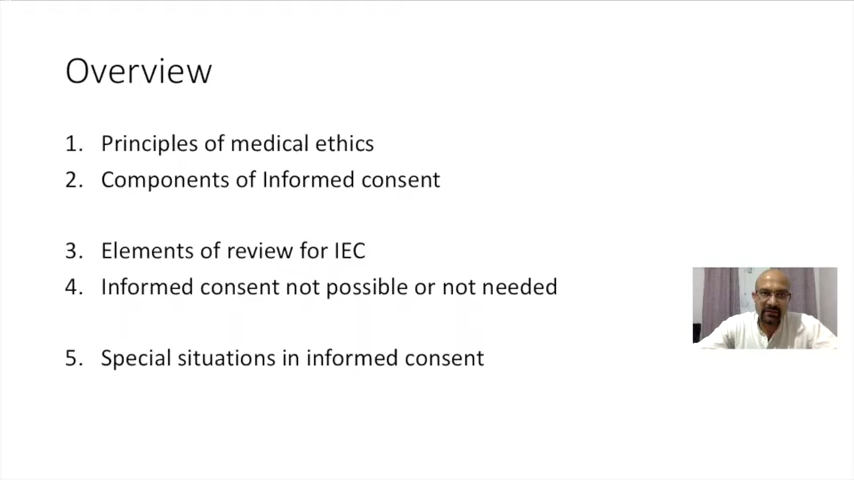 Overview
1. Principles of medical ethics
2. Components of Informed consent
3. Elements of review for IEC
4. Informed consent not possible or not needed
5. Special situations in informed consent